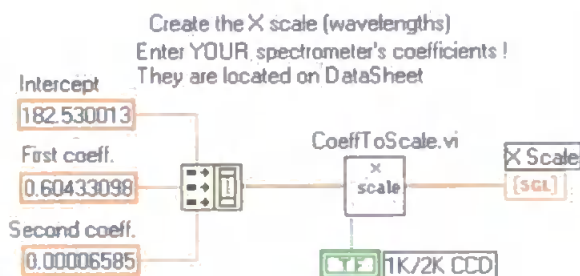 Create the X scale (wavelengths)
Enter YOUR spectrometer's coefficients !
They are located on DataSheet
Intercept
182.530013
First coeff.
0.60433098
Second coeff.
0.00006585
CoeffToScale.vi
X
scale
X Scale
[SGL]
TF
1K/2K CCD